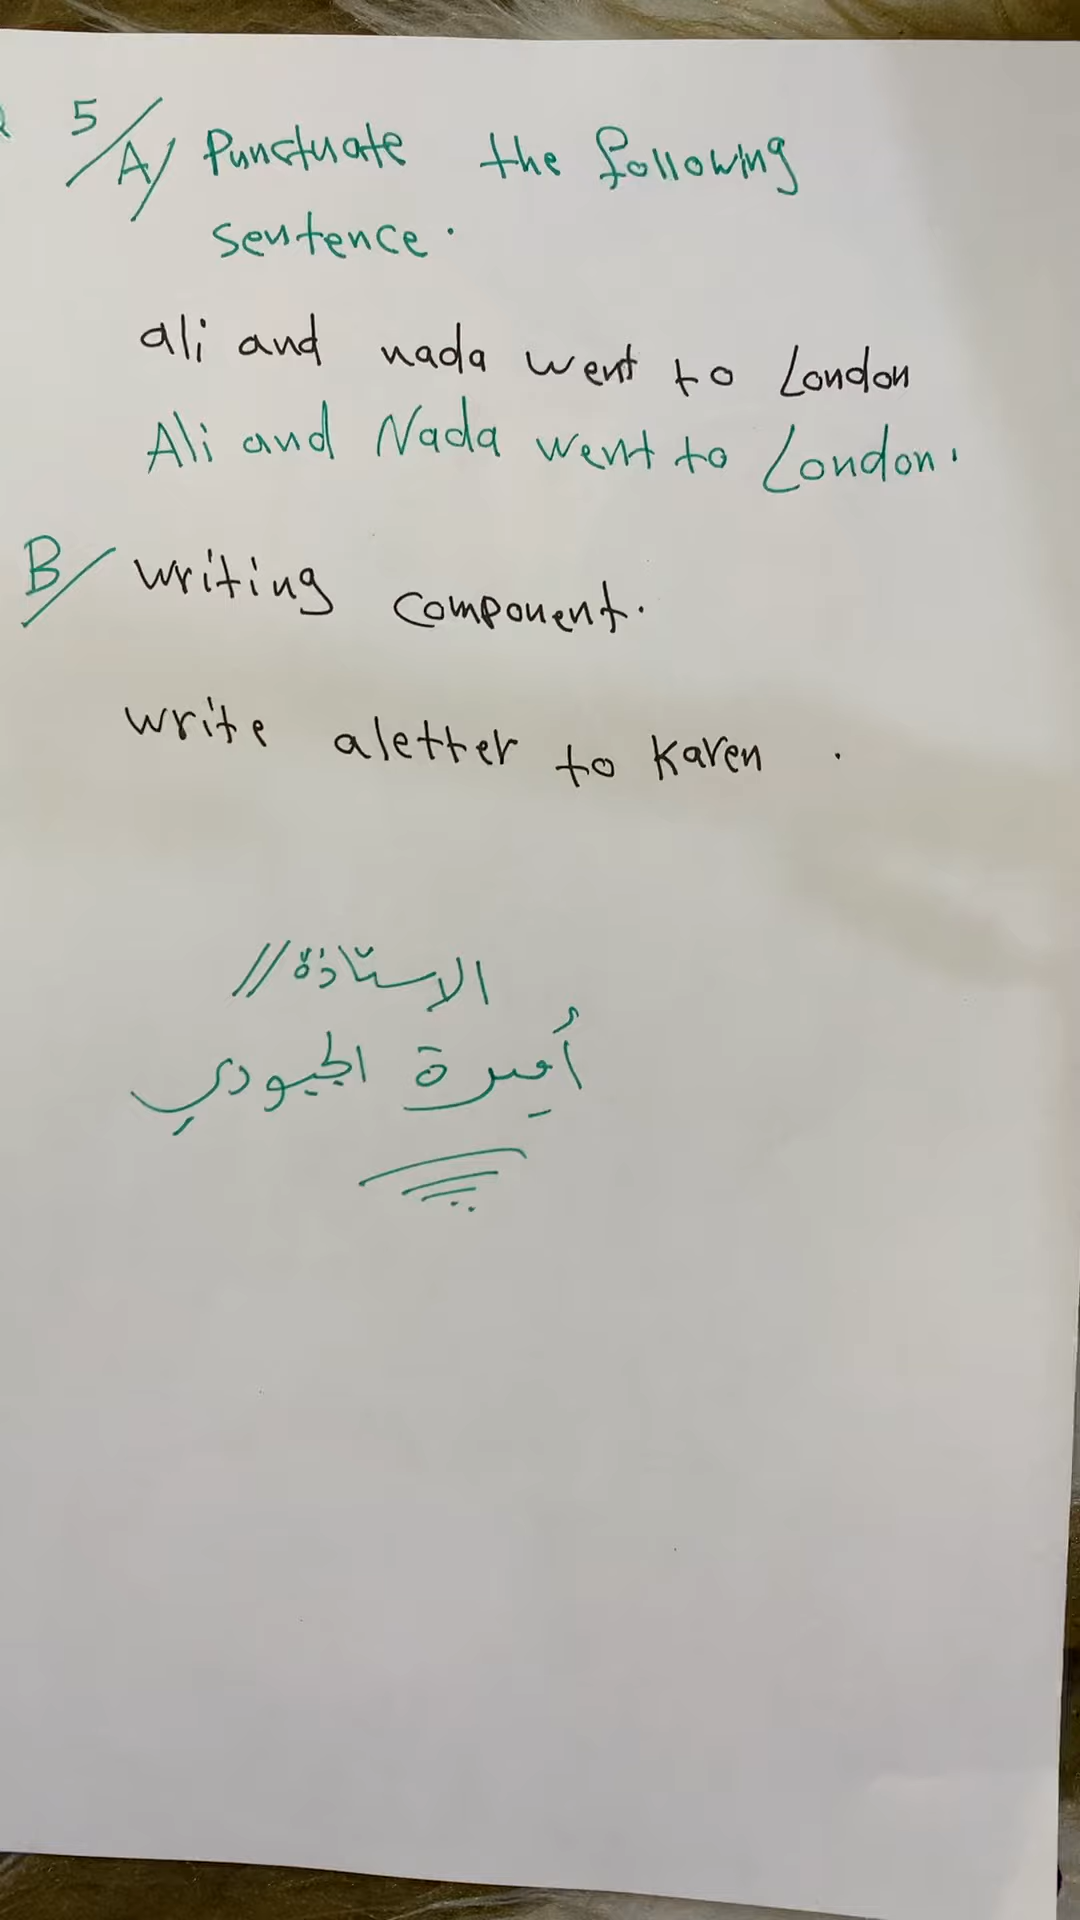 5/A/ Punctuate the following
sentence.
ali and nada went to London
Ali and Nada went to London.
B/ writing component.
write aletter to Karen .
الاستاذة //
أميرة الجيودي